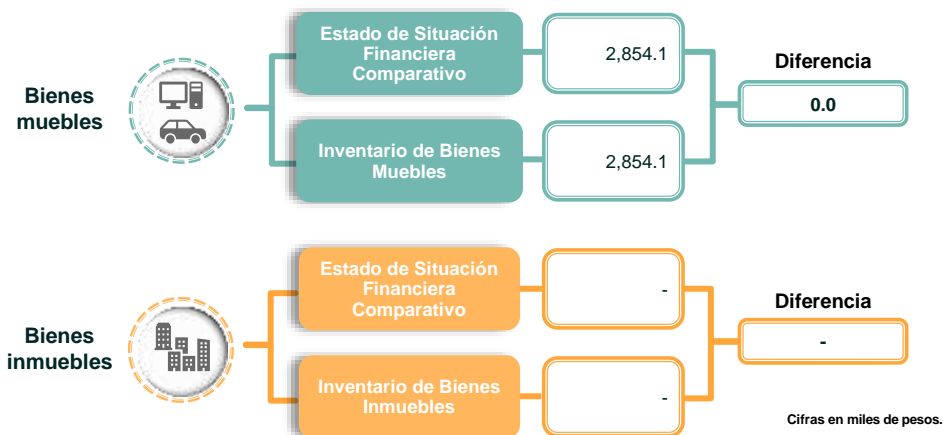 Bienes
muebles
Estado de Situación
Financiera
Comparativo
2,854.1
Inventario de Bienes
Muebles
2,854.1
Diferencia
0.0
Bienes
inmuebles
Estado de Situación
Financiera
Comparativo
-
Inventario de Bienes
Inmuebles
-
Diferencia
-
Cifras en miles de pesos.